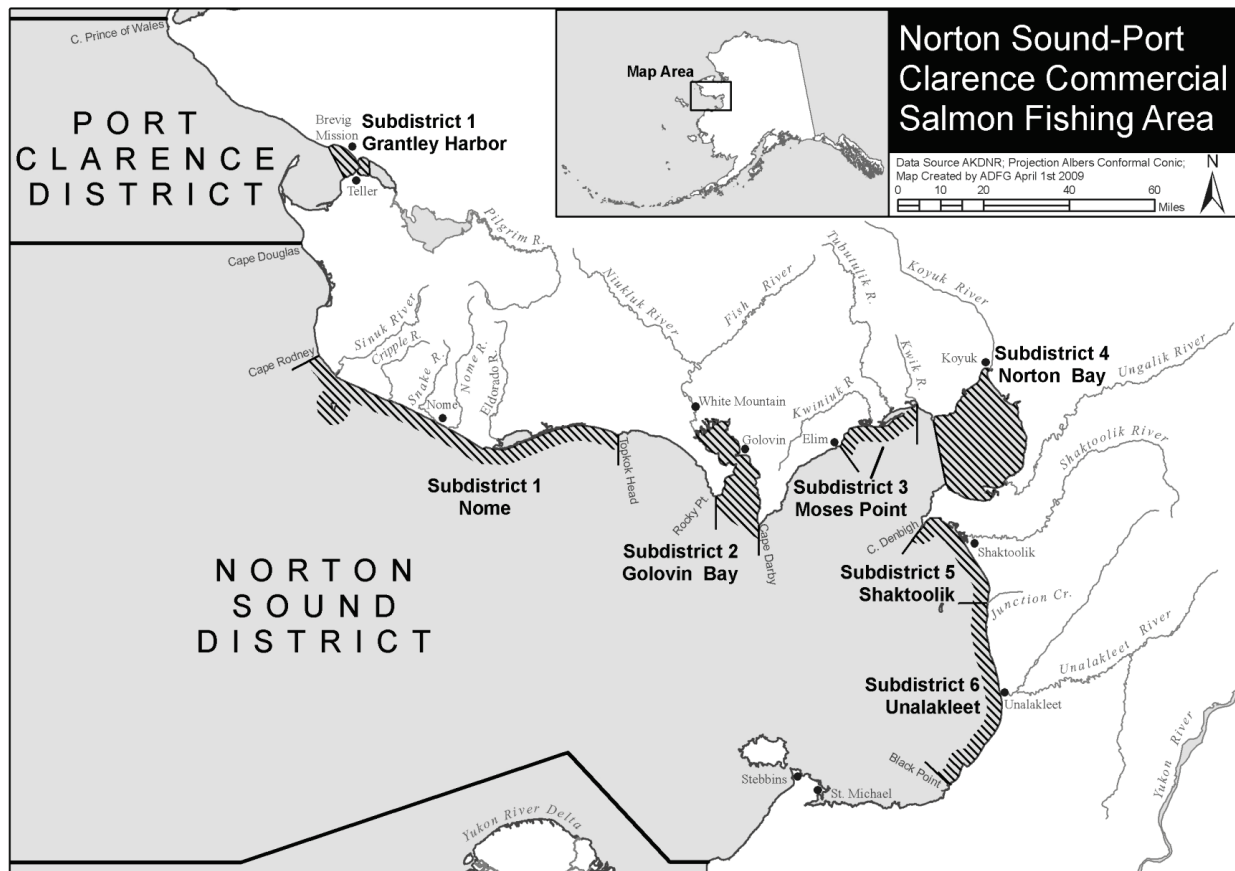 Norton Sound-Port
Clarence Commercial
Salmon Fishing Area
Data Source AKDNR; Projection Albers Conformal Conic;
Map Created by ADFG April 1st 2009
N
0 5 10 20 40 60
Miles
Map Area
C. Prince of Wales
PORT
CLARENCE
DISTRICT
Brevig
Mission
Subdistrict 1
Grantley Harbor
Teller
Pilgrim R.
Cape Douglas
Cape Rodney
Sinuk River
Cripple R.
Snake R.
Nome R.
Eldorado R.
Nome
Subdistrict 1
Nome
Topkok Head
Niukluk River
Fish River
Tubutulik R.
Koyuk River
Kwik R.
Kwiniuk R.
Koyuk
Subdistrict 4
Norton Bay
Ungalik River
White Mountain
Golovin
Elim
Subdistrict 3
Moses Point
Shaktoolik River
Rocky Pt.
Cape Darby
Subdistrict 2
Golovin Bay
C. Denbigh
Shaktoolik
Subdistrict 5
Shaktoolik
Junction Cr.
NORTON
SOUND
DISTRICT
Unalakleet River
Subdistrict 6
Unalakleet
Unalakleet
Black Point
Stebbins
St. Michael
Yukon River
Yukon River Delta